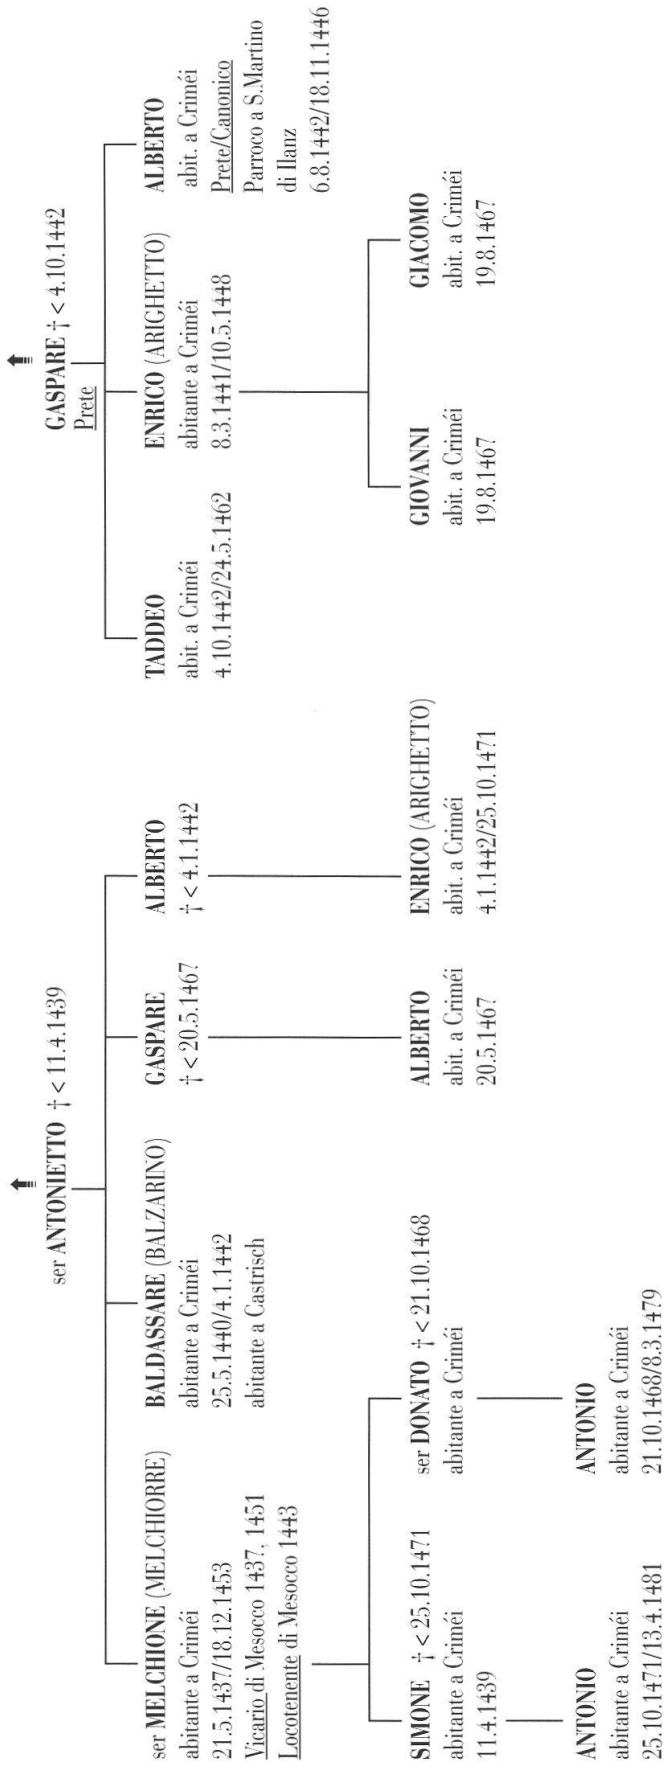 ser ANTONIETTO † < 11.4.1439
ser MELCHIONE (MELCHIORRE)
abitante a Criméi
21.5.1437/18.12.1453
Vicario di Mesocco 1437, 1451
Locotenente di Mesocco 1443
BALDASSARE (BALZARINO)
abitante a Criméi
25.5.1440/4.1.1442
abitante a Castrisch
GASPARE
† < 20.5.1467
ALBERTO
† < 4.1.1442
SIMONE † < 25.10.1471
abitante a Criméi
11.4.1439
ser DONATO † < 21.10.1468
abitante a Criméi
ALBERTO
abit. a Criméi
20.5.1467
ENRICO (ARIGHETTO)
abit. a Criméi
4.1.1442/25.10.1471
ANTONIO
abitante a Criméi
25.10.1471/13.4.1481
ANTONIO
abitante a Criméi
21.10.1468/8.3.1479
GASPARE † < 4.10.1442
Prete
TADDEO
abit. a Criméi
4.10.1442/24.5.1462
ENRICO (ARIGHETTO)
abitante a Criméi
8.3.1441/10.5.1448
ALBERTO
abit. a Criméi
Prete/Canonico
Parroco a S.Martino
di Ilanz
6.8.1442/18.11.1446
GIOVANNI
abit. a Criméi
19.8.1467
GIACOMO
abit. a Criméi
19.8.1467